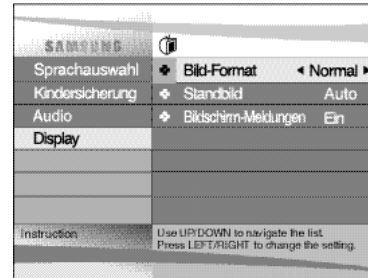 SAMSUNG
Sprachauswahl
Kindersicherung
Audio
Display
Bild-Format ◄ Normal ►
Standbild Auto
Bildschirm-Meldungen Ein
Instruction
Use UP/DOWN to navigate the list.
Press LEFT/RIGHT to change the setting.